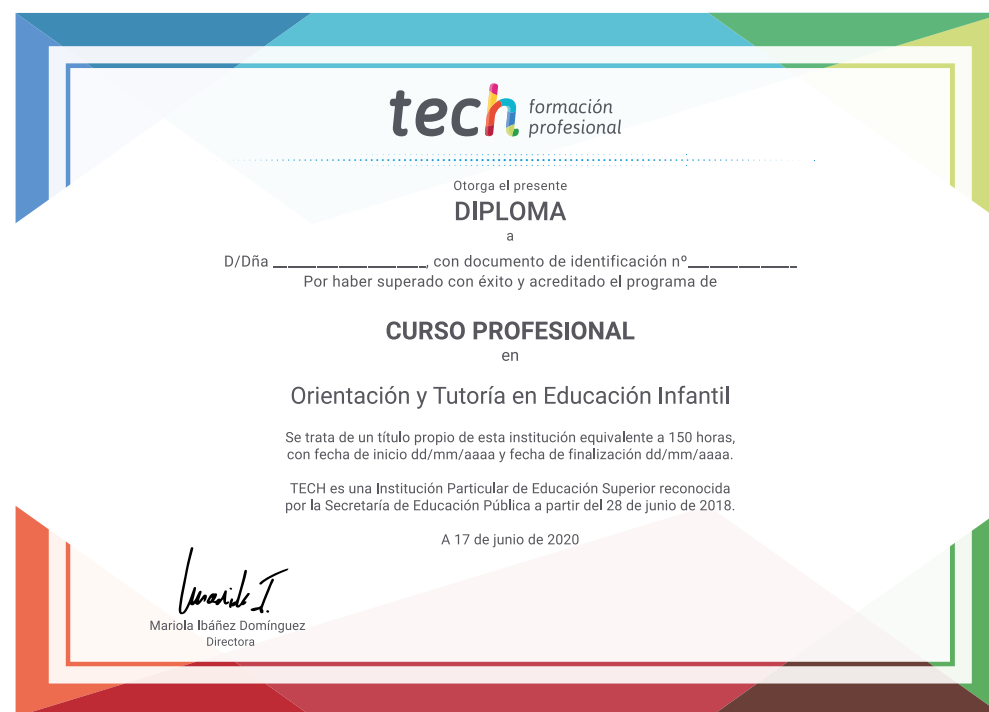 tech formación
profesional
Otorga el presente
DIPLOMA
a
D/Dña ______________, con documento de identificación nº__________
Por haber superado con éxito y acreditado el programa de
CURSO PROFESIONAL
en
Orientación y Tutoría en Educación Infantil
Se trata de un título propio de esta institución equivalente a 150 horas,
con fecha de inicio dd/mm/aaaa y fecha de finalización dd/mm/aaaa.
TECH es una Institución Particular de Educación Superior reconocida
por la Secretaría de Educación Pública a partir del 28 de junio de 2018.
A 17 de junio de 2020
Mariola Ibáñez Domínguez
Directora